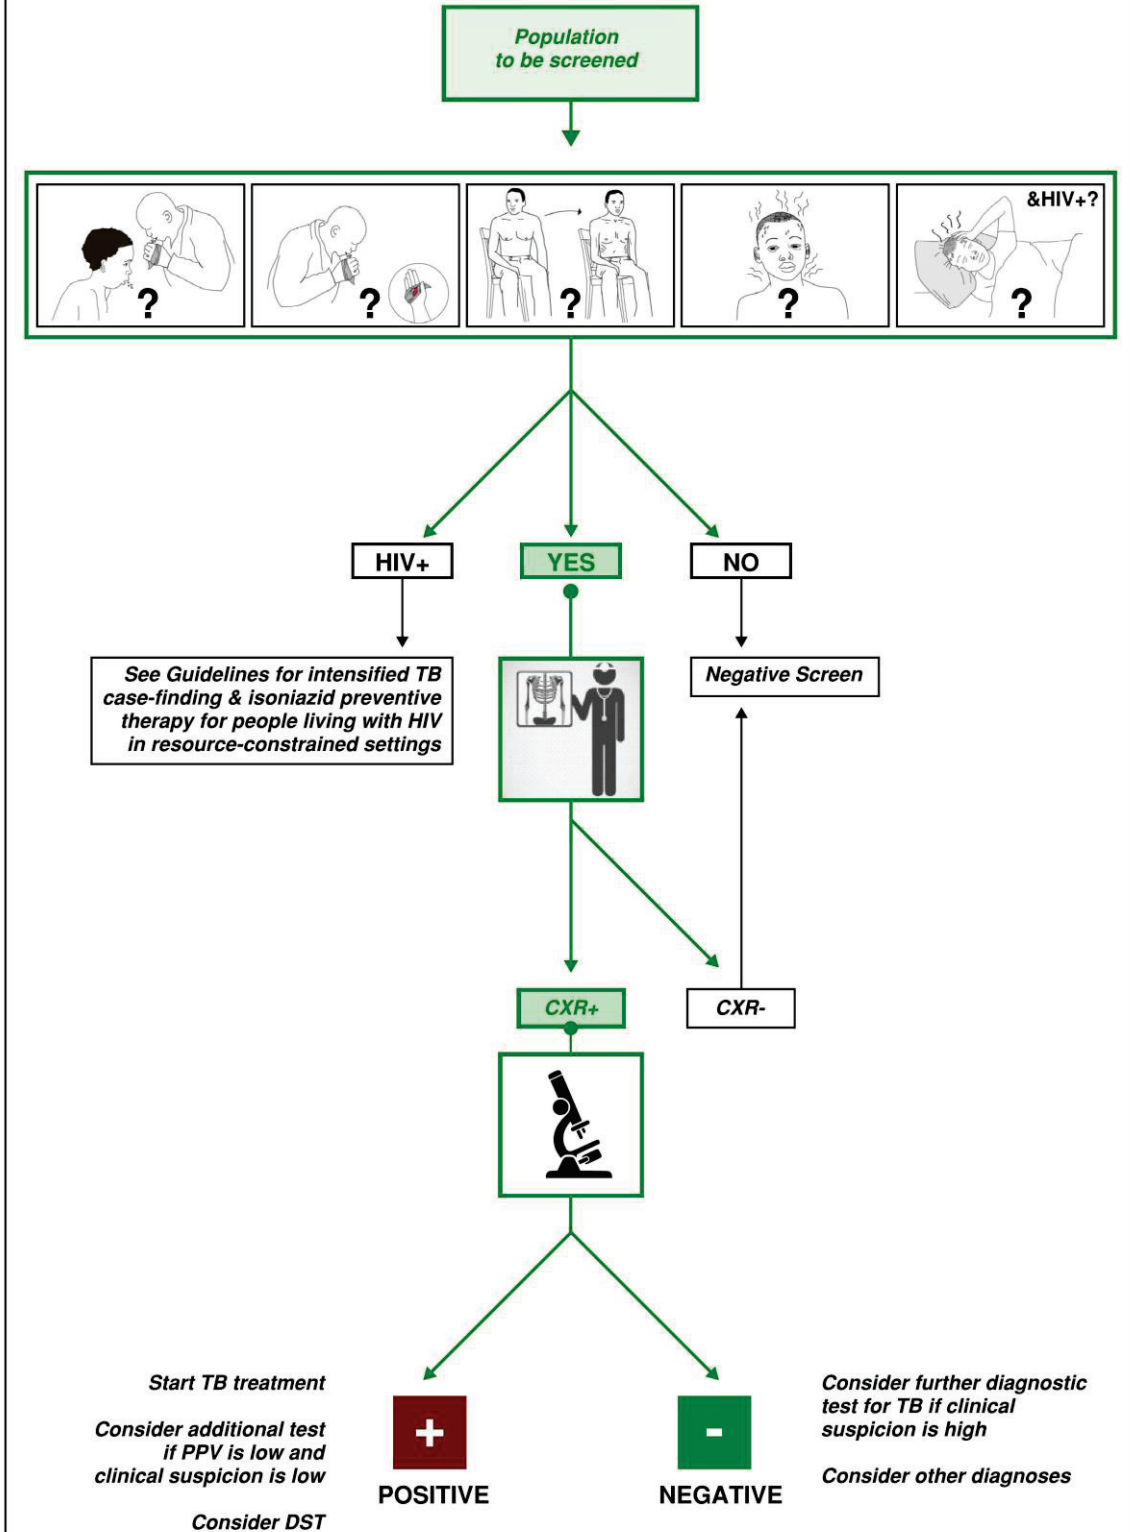 Population
to be screened
?
?
?
?
&HIV+?
?
HIV+
YES
NO
See Guidelines for intensified TB
case-finding & isoniazid preventive
therapy for people living with HIV
in resource-constrained settings
Negative Screen
CXR+
CXR-
Start TB treatment
Consider additional test
if PPV is low and
clinical suspicion is low
Consider DST
+
POSITIVE
-
NEGATIVE
Consider further diagnostic
test for TB if clinical
suspicion is high
Consider other diagnoses